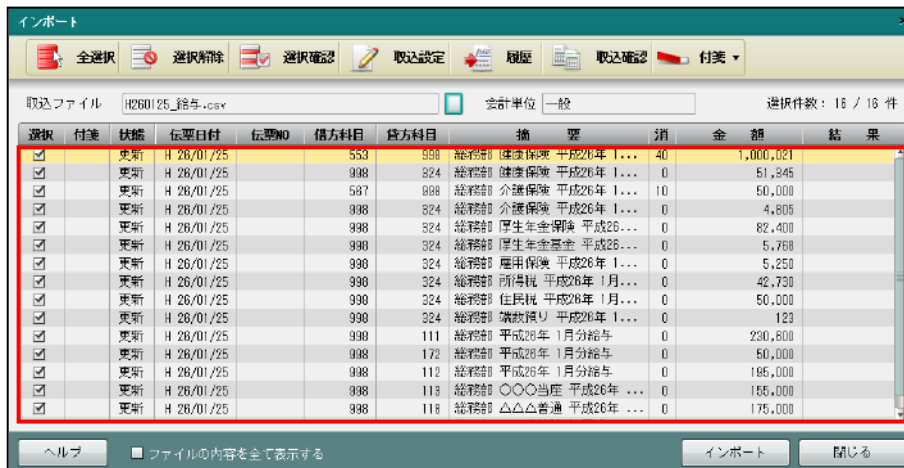 インポート
全選択 選択解除 選択確認 取込設定 履歴 取込確認 付箋
取込ファイル H260125_給与.csv 会計単位 一般 選択件数: 16 / 16 件
選択 付箋 状態 伝票日付 伝票NO 借方科目 貸方科目 摘 要 消 金 額 結 果
更新 H 26/01/25 553 998 総務部 健康保険 平成26年 1... 40 1,000,021
更新 H 26/01/25 998 324 総務部 健康保険 平成26年 1... 0 51,945
更新 H 26/01/25 567 998 総務部 介護保険 平成26年 1... 10 50,000
更新 H 26/01/25 998 324 総務部 介護保険 平成26年 1... 0 4,805
更新 H 26/01/25 998 324 総務部 厚生年金保険 平成26... 0 82,400
更新 H 26/01/25 998 324 総務部 厚生年金基金 平成26... 0 5,768
更新 H 26/01/25 998 324 総務部 雇用保険 平成26年 1... 0 5,250
更新 H 26/01/25 998 324 総務部 所得税 平成26年 1月... 0 42,730
更新 H 26/01/25 998 324 総務部 住民税 平成26年 1月... 0 50,000
更新 H 26/01/25 998 324 総務部 端数預り 平成26年 1... 0 123
更新 H 26/01/25 998 111 総務部 平成26年 1月分給与 0 230,800
更新 H 26/01/25 998 172 総務部 平成26年 1月分給与 0 50,000
更新 H 26/01/25 998 112 総務部 平成26年 1月分給与 0 195,000
更新 H 26/01/25 998 113 総務部 〇〇〇当座 平成26年 ... 0 155,000
更新 H 26/01/25 998 118 総務部 △△△普通 平成26年 ... 0 175,000
ヘルプ ファイルの内容を全て表示する インポート 閉じる